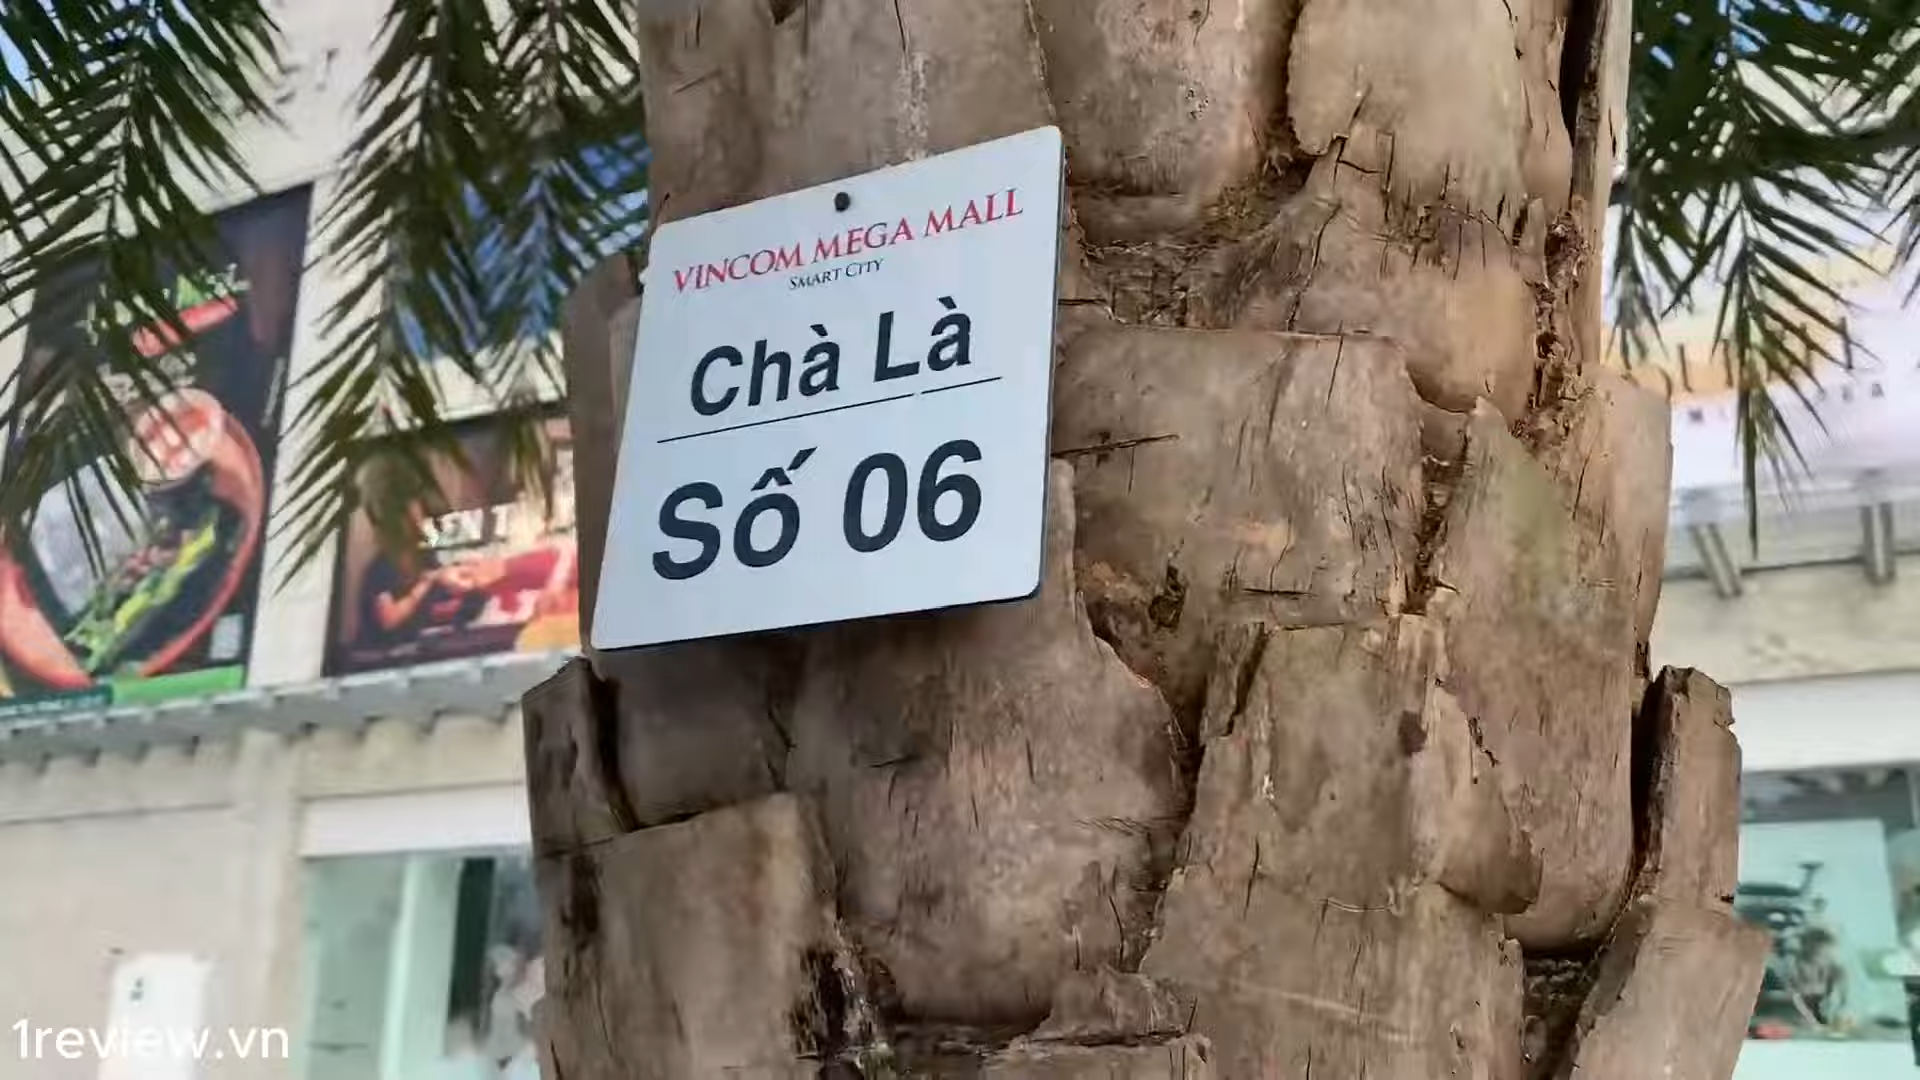 VINCOM MEGA MALL
SMART CITY
Chà Là
Số 06
1review.vn